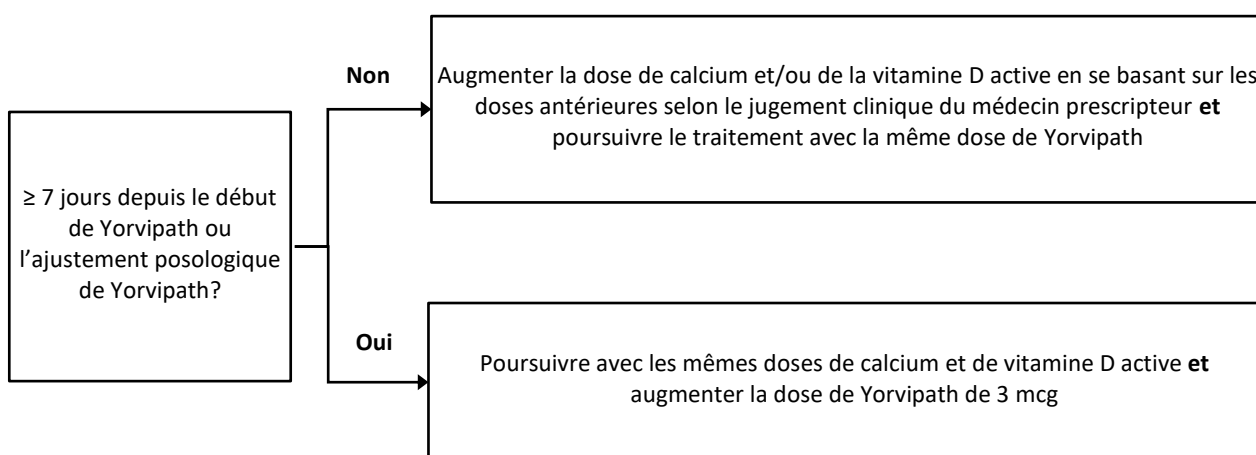 Non
Augmenter la dose de calcium et/ou de la vitamine D active en se basant sur les
doses antérieures selon le jugement clinique du médecin prescripteur et
poursuivre le traitement avec la même dose de Yorvipath
≥ 7 jours depuis le début
de Yorvipath ou
l’ajustement posologique
de Yorvipath?
Oui
Poursuivre avec les mêmes doses de calcium et de vitamine D active et
augmenter la dose de Yorvipath de 3 mcg